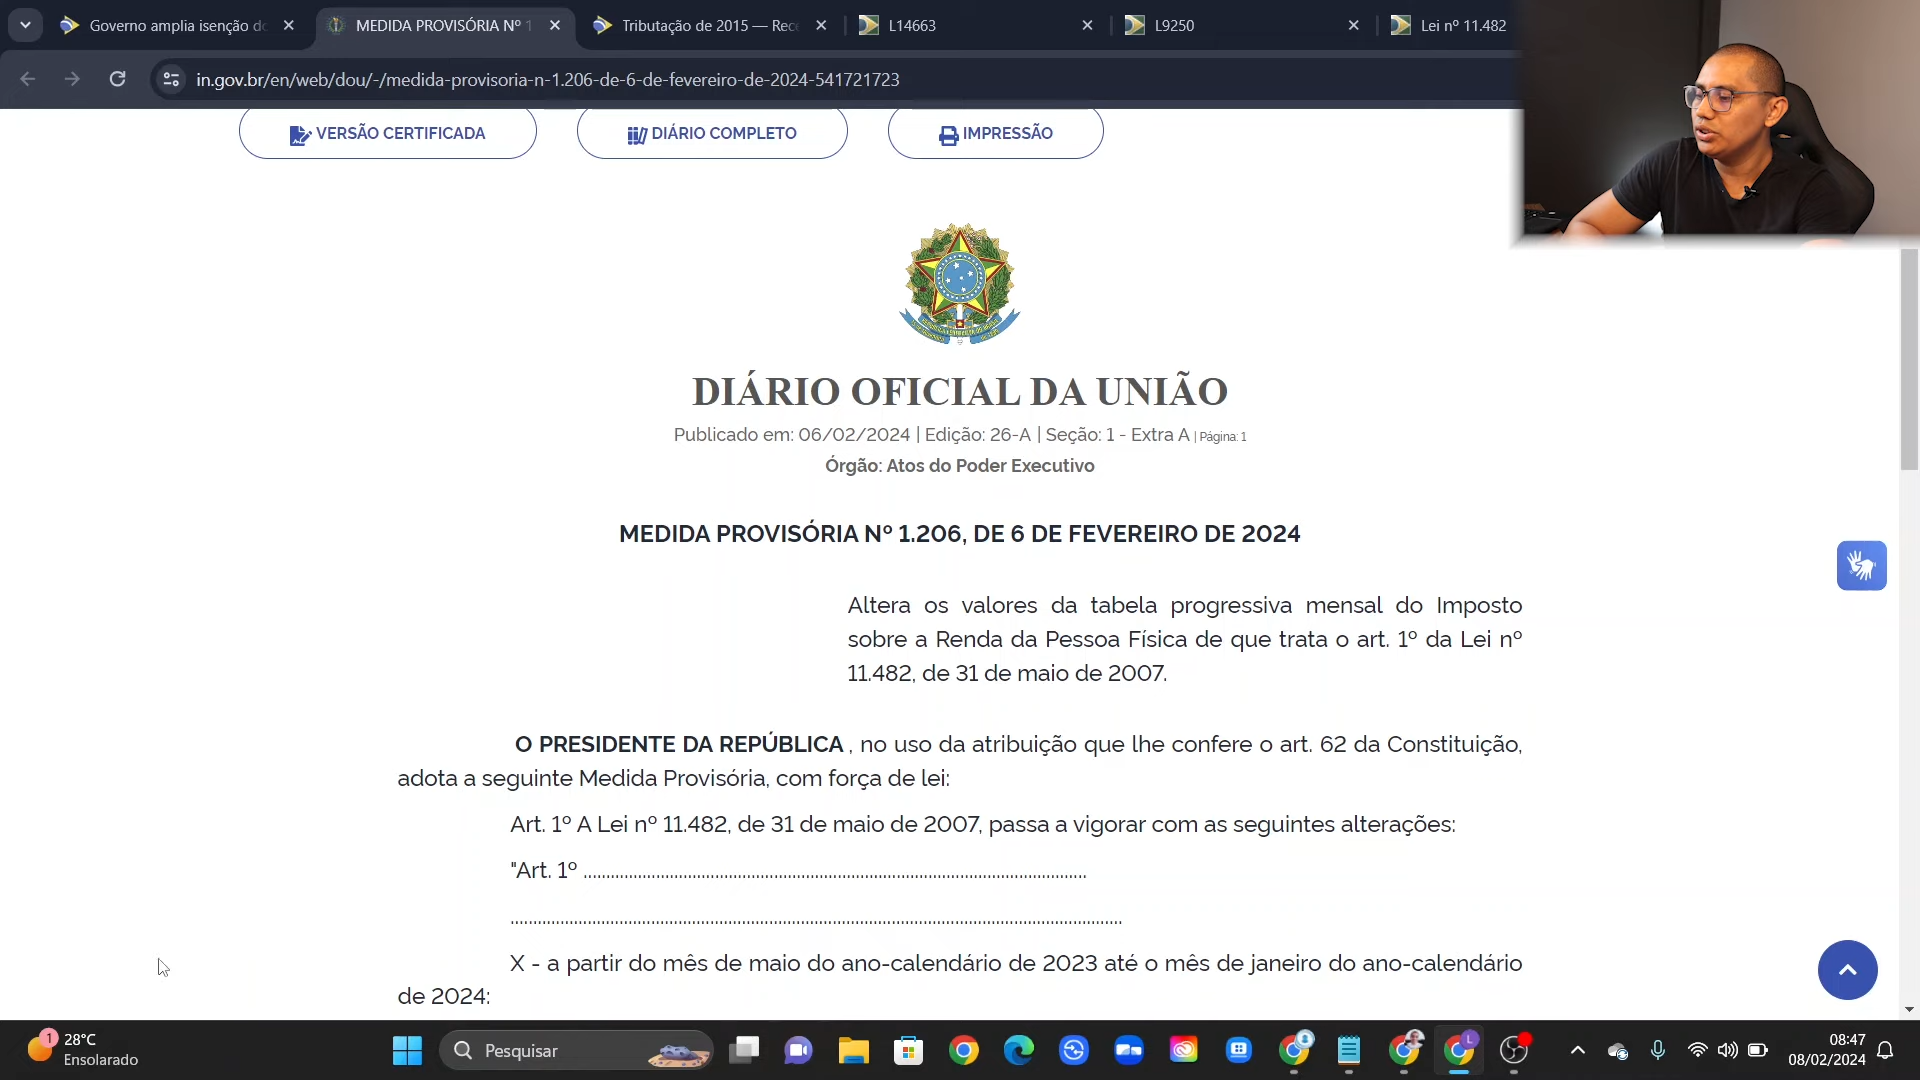 Governo amplia isenção do
MEDIDA PROVISÓRIA Nº 1
Tributação de 2015 — Rece
L14663
L9250
Lei nº 11.482
in.gov.br/en/web/dou/-/medida-provisoria-n-1.206-de-6-de-fevereiro-de-2024-541721723
VERSÃO CERTIFICADA
DIÁRIO COMPLETO
IMPRESSÃO
DIÁRIO OFICIAL DA UNIÃO
Publicado em: 06/02/2024 | Edição: 26-A | Seção: 1 - Extra A | Página: 1
Órgão: Atos do Poder Executivo
MEDIDA PROVISÓRIA Nº 1.206, DE 6 DE FEVEREIRO DE 2024
Altera os valores da tabela progressiva mensal do Imposto
sobre a Renda da Pessoa Física de que trata o art. 1º da Lei nº
11.482, de 31 de maio de 2007.
O PRESIDENTE DA REPÚBLICA , no uso da atribuição que lhe confere o art. 62 da Constituição,
adota a seguinte Medida Provisória, com força de lei:
Art. 1º A Lei nº 11.482, de 31 de maio de 2007, passa a vigorar com as seguintes alterações:
"Art. 1º ...............................................................................................................
.......................................................................................................................................
X - a partir do mês de maio do ano-calendário de 2023 até o mês de janeiro do ano-calendário
de 2024:
1
28°C
Ensolarado
Pesquisar
L
08:47
08/02/2024